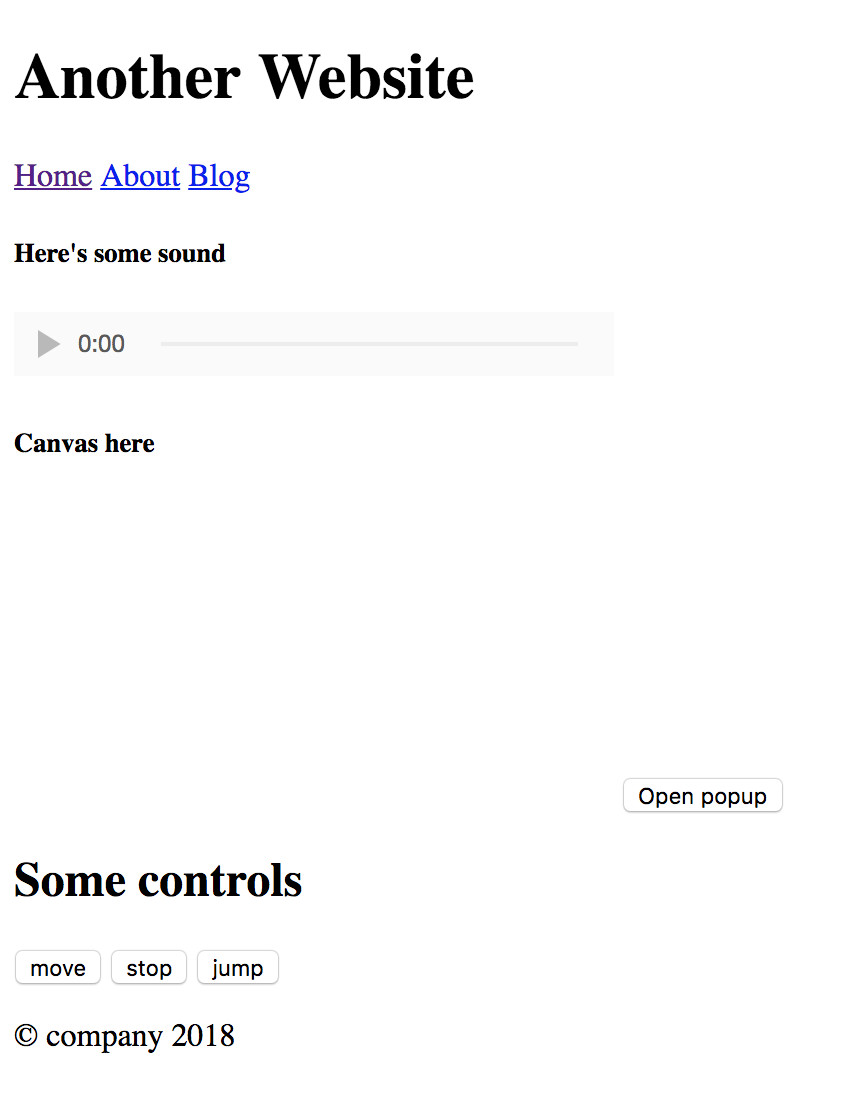 Another Website
Home About Blog
Here's some sound
0:00
Canvas here
Open popup
Some controls
move stop jump
© company 2018